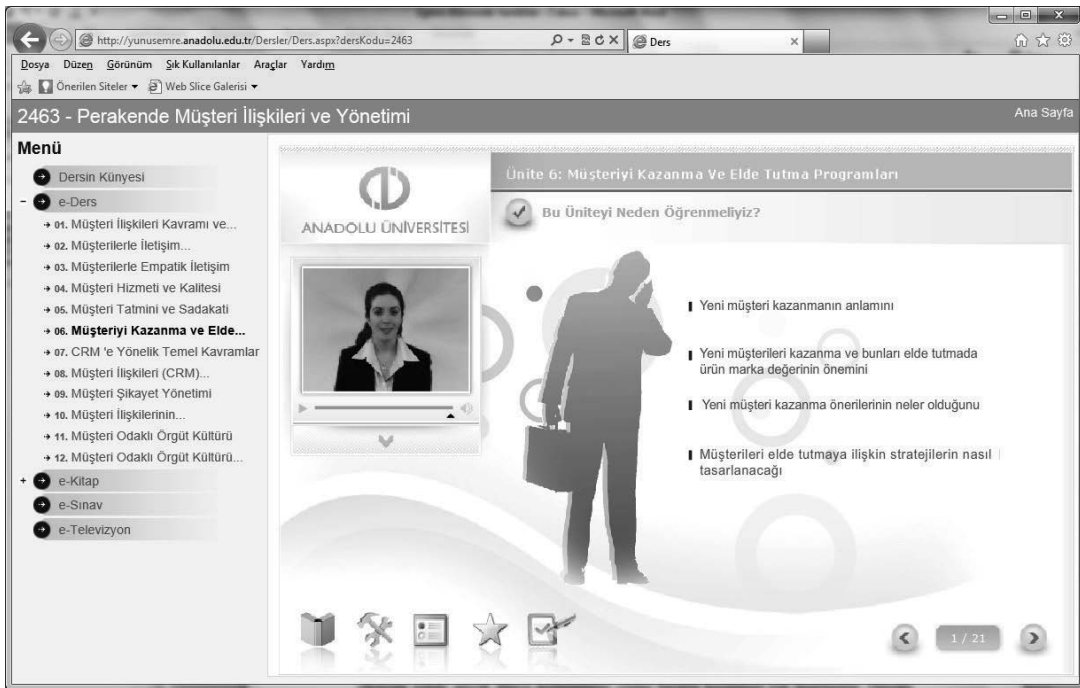 http://yunusemre.anadolu.edu.tr/Dersler/Ders.aspx?dersKodu=2463
Ders
Dosya Düzen Görünüm Sık Kullanılanlar Araçlar Yardım
Önerilen Siteler Web Slice Galerisi
2463 - Perakende Müşteri İlişkileri ve Yönetimi
Ana Sayfa
Menü
Dersin Künyesi
e-Ders
01. Müşteri İlişkileri Kavramı ve...
02. Müşterilerle İletişim...
03. Müşterilerle Empatik İletişim
04. Müşteri Hizmeti ve Kalitesi
05. Müşteri Tatmini ve Sadakati
06. Müşteriyi Kazanma ve Elde...
07. CRM 'e Yönelik Temel Kavramlar
08. Müşteri İlişkileri (CRM)...
09. Müşteri Şikayet Yönetimi
10. Müşteri İlişkilerinin...
11. Müşteri Odaklı Örgüt Kültürü
12. Müşteri Odaklı Örgüt Kültürü...
e-Kitap
e-Sınav
e-Televizyon
ANADOLU ÜNİVERSİTESİ
Ünite 6: Müşteriyi Kazanma Ve Elde Tutma Programları
Bu Üniteyi Neden Öğrenmeliyiz?
Yeni müşteri kazanmanın anlamını
Yeni müşterileri kazanma ve bunları elde tutmada
ürün marka değerinin önemini
Yeni müşteri kazanma önerilerinin neler olduğunu
Müşterileri elde tutmaya ilişkin stratejilerin nasıl
tasarlanacağı
1 / 21